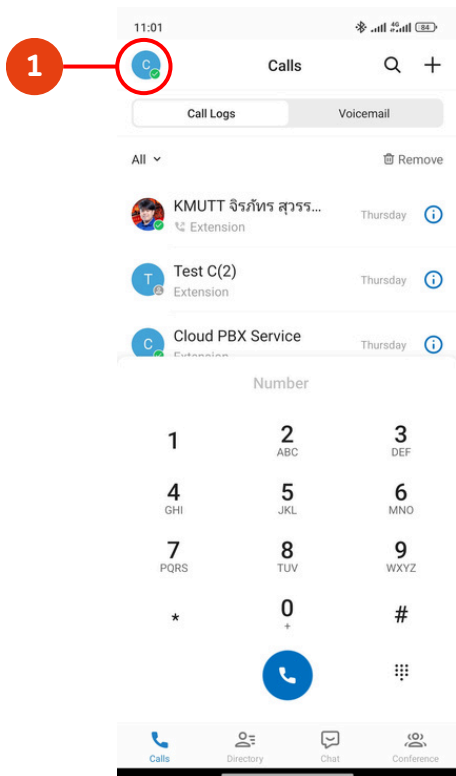 11:01
4G
84
1
C
Calls
Call Logs
Voicemail
All
Remove
KMUTT จิรภัทร สุวรร...
Extension
Thursday
T
Test C(2)
Extension
Thursday
C
Cloud PBX Service
Extension
Thursday
Number
1
2
ABC
3
DEF
4
GHI
5
JKL
6
MNO
7
PQRS
8
TUV
9
WXYZ
*
0
+
#
Calls
Directory
Chat
Conference